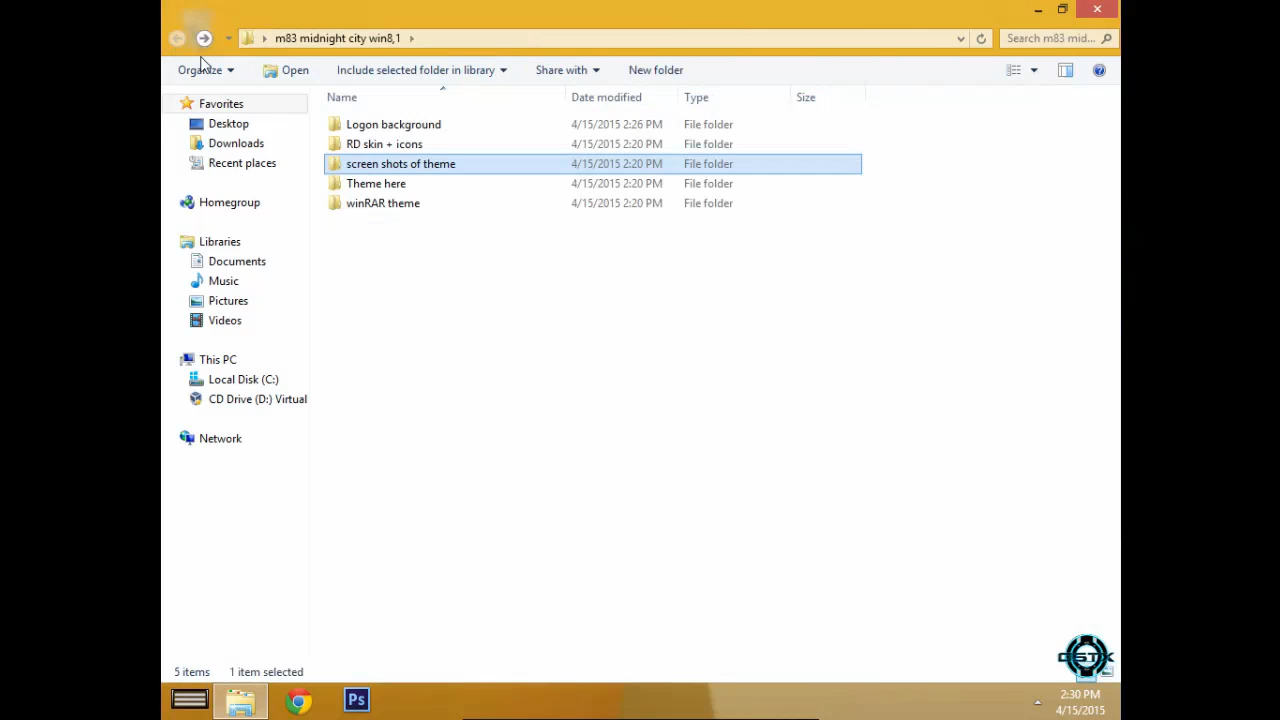 m83 midnight city win8,1
Search m83 mid...
Organize Open Include selected folder in library Share with New folder
Name Date modified Type Size
Favorites
Desktop
Downloads
Recent places
Homegroup
Libraries
Documents
Music
Pictures
Videos
This PC
Local Disk (C:)
CD Drive (D:) Virtual
Network
Logon background 4/15/2015 2:26 PM File folder
RD skin + icons 4/15/2015 2:20 PM File folder
screen shots of theme 4/15/2015 2:20 PM File folder
Theme here 4/15/2015 2:20 PM File folder
winRAR theme 4/15/2015 2:20 PM File folder
5 items 1 item selected
Ps
2:30 PM
4/15/2015